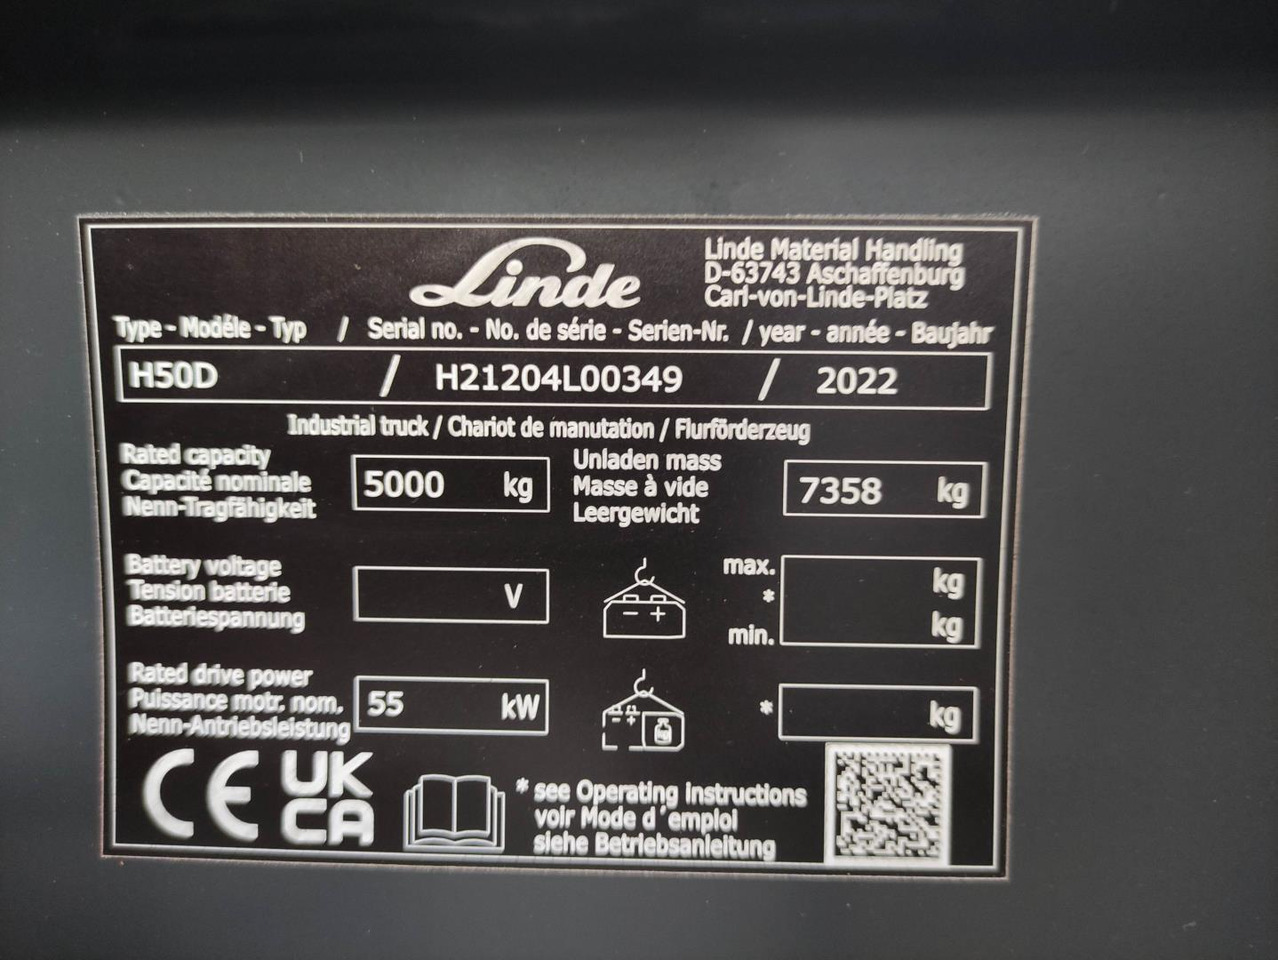 Linde
Linde Material Handling
D-63743 Aschaffenburg
Carl-von-Linde-Platz
Type - Modéle - Typ / Serial no. - No. de série - Serien-Nr. / year - année - Baujahr
H50D / H21204L00349 / 2022
Industrial truck / Chariot de manutation / Flurförderzeug
Rated capacity
Capacité nominale
Nenn-Tragfähigkeit
5000 kg
Unladen mass
Masse à vide
Leergewicht
7358 kg
Battery voltage
Tension batterie
Batteriespannung
V
max. kg
*
min. kg
Rated drive power
Puissance motr. nom.
Nenn-Antriebsleistung
55 kW
* kg
CE UK
CA
* see Operating instructions
voir Mode d'emploi
siehe Betriebsanleitung